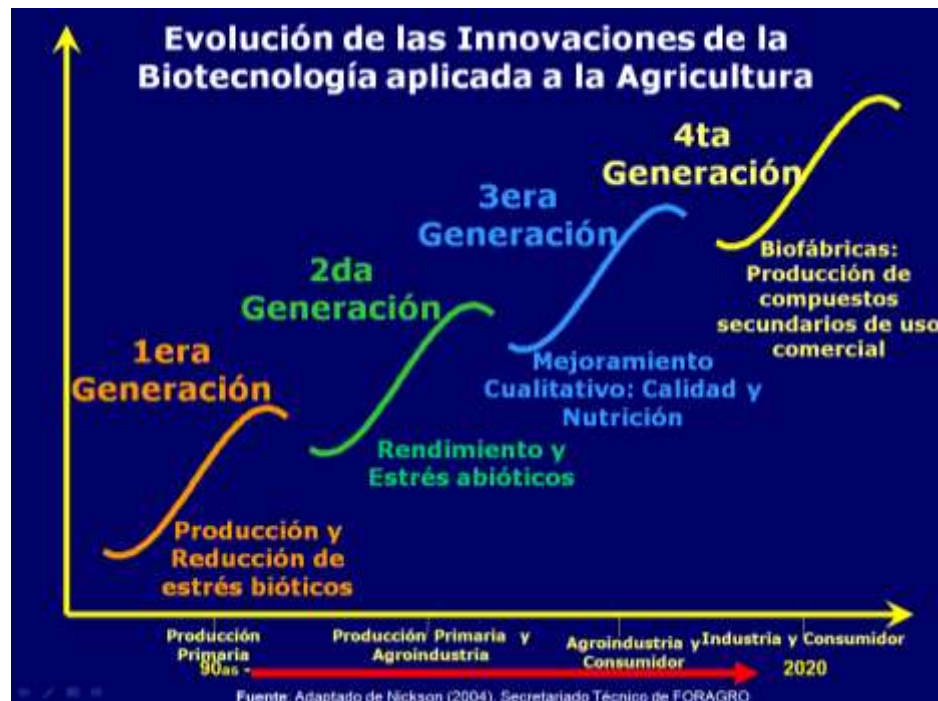 Evolución de las Innovaciones de la
Biotecnología aplicada a la Agricultura
4ta
Generación
3era
Generación
2da
Generación
1era
Generación
Biofábricas:
Producción de
compuestos
secundarios de uso
comercial
Mejoramiento
Cualitativo: Calidad y
Nutrición
Rendimiento y
Estrés abióticos
Producción y
Reducción de
estrés bióticos
Producción
Primaria
Producción Primaria y
Agroindustria
Agroindustria y
Consumidor
Industria y Consumidor
90as -
2020
Fuente: Adaptado de Nickson (2004), Secretariado Técnico de FORAGRO